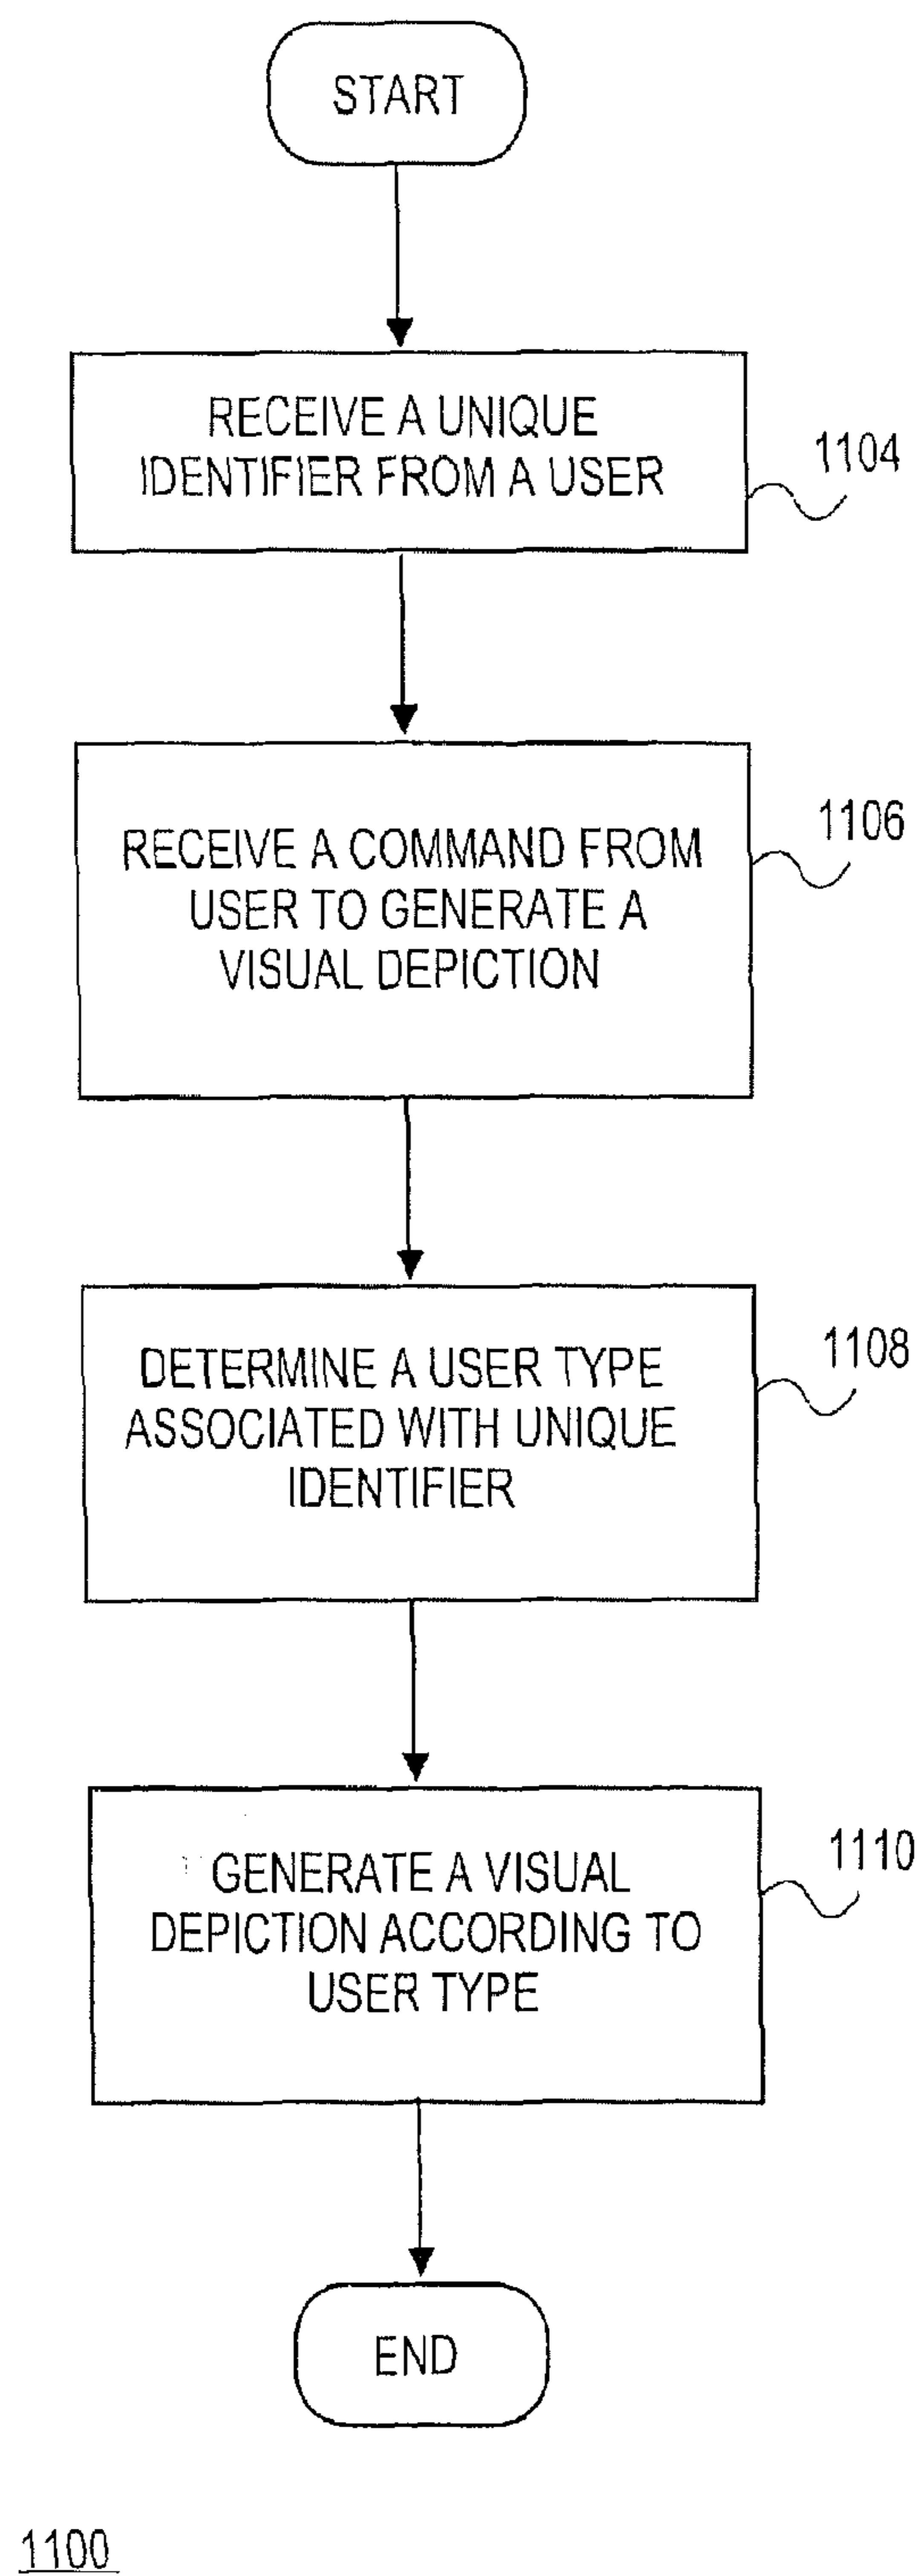 START
RECEIVE A UNIQUE
IDENTIFIER FROM A USER
1104
RECEIVE A COMMAND FROM
USER TO GENERATE A
VISUAL DEPICTION
1106
DETERMINE A USER TYPE
ASSOCIATED WITH UNIQUE
IDENTIFIER
1108
GENERATE A VISUAL
DEPICTION ACCORDING TO
USER TYPE
1110
END
1100